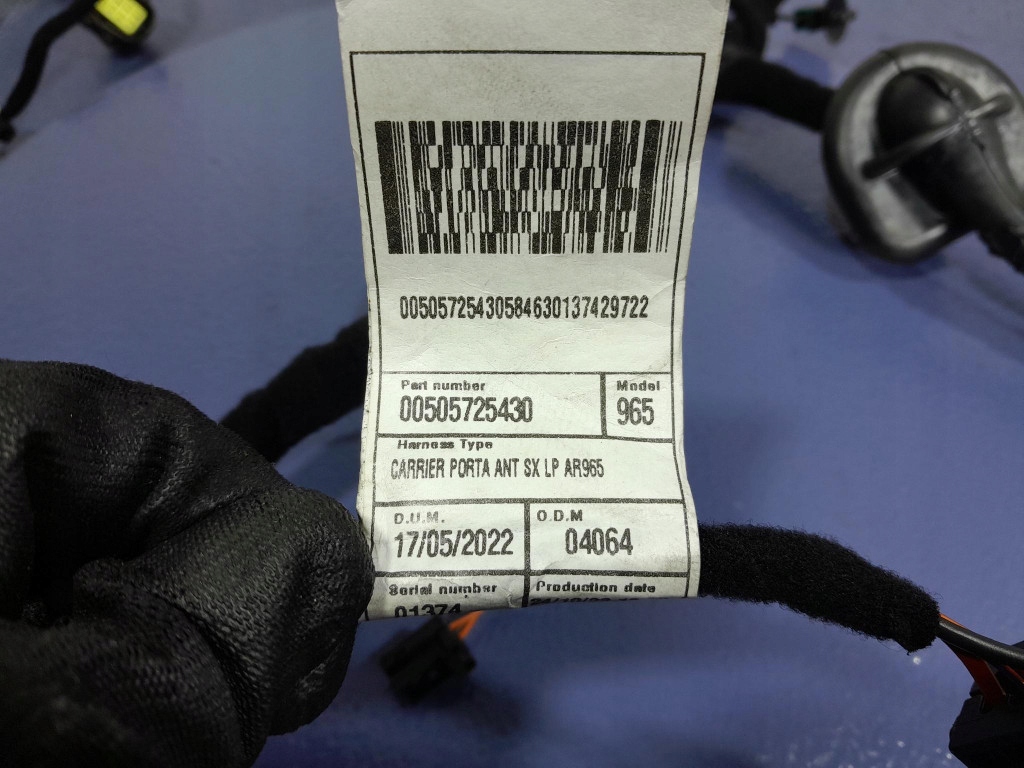 00505725430584630137429722
Part number
Model
00505725430
965
Harness Type
CARRIER PORTA ANT SX LP AR965
D.U.M.
O.D.M
17/05/2022
04064
Serial number
Production date
01374